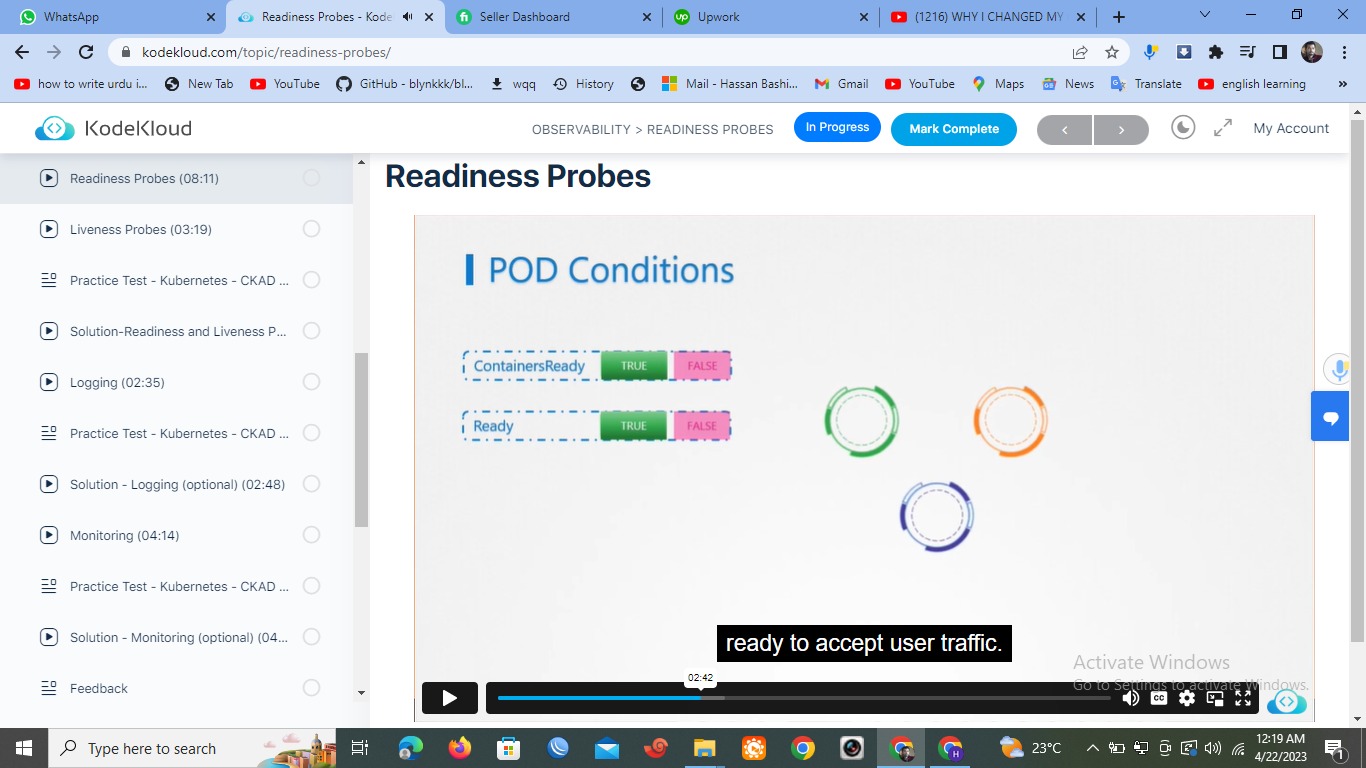 WhatsApp
Readiness Probes - Kode
Seller Dashboard
Upwork
(1216) WHY I CHANGED MY
kodekloud.com/topic/readiness-probes/
how to write urdu i...
New Tab
YouTube
GitHub - blynkkk/bl...
wqq
History
Mail - Hassan Bashi...
Gmail
YouTube
Maps
News
Translate
english learning
»
KodeKloud
OBSERVABILITY > READINESS PROBES
In Progress
Mark Complete
My Account
Readiness Probes (08:11)
Liveness Probes (03:19)
Practice Test - Kubernetes - CKAD ...
Solution-Readiness and Liveness P...
Logging (02:35)
Practice Test - Kubernetes - CKAD ...
Solution - Logging (optional) (02:48)
Monitoring (04:14)
Practice Test - Kubernetes - CKAD ...
Solution - Monitoring (optional) (04...
Feedback
Readiness Probes
POD Conditions
ContainersReady TRUE FALSE
Ready TRUE FALSE
ready to accept user traffic.
02:42
CC
Activate Windows
Go to Settings to activate Windows.
Type here to search
23°C
12:19 AM
4/22/2023
1